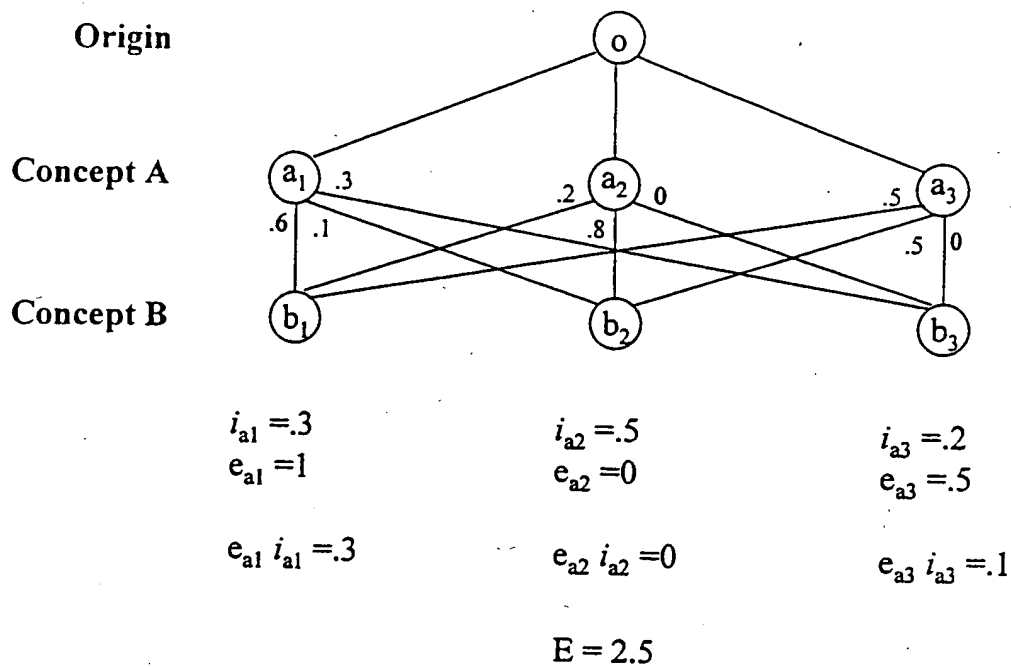 Origin
o
Concept A
a1 .3 .2 a2 0 .5 a3
.6 .1 .8 .5 0
Concept B
b1 b2 b3
ia1 =.3 ia2 =.5 ia3 =.2
ea1 =1 ea2 =0 ea3 =.5
ea1 ia1 =.3 ea2 ia2 =0 ea3 ia3 =.1
E = 2.5